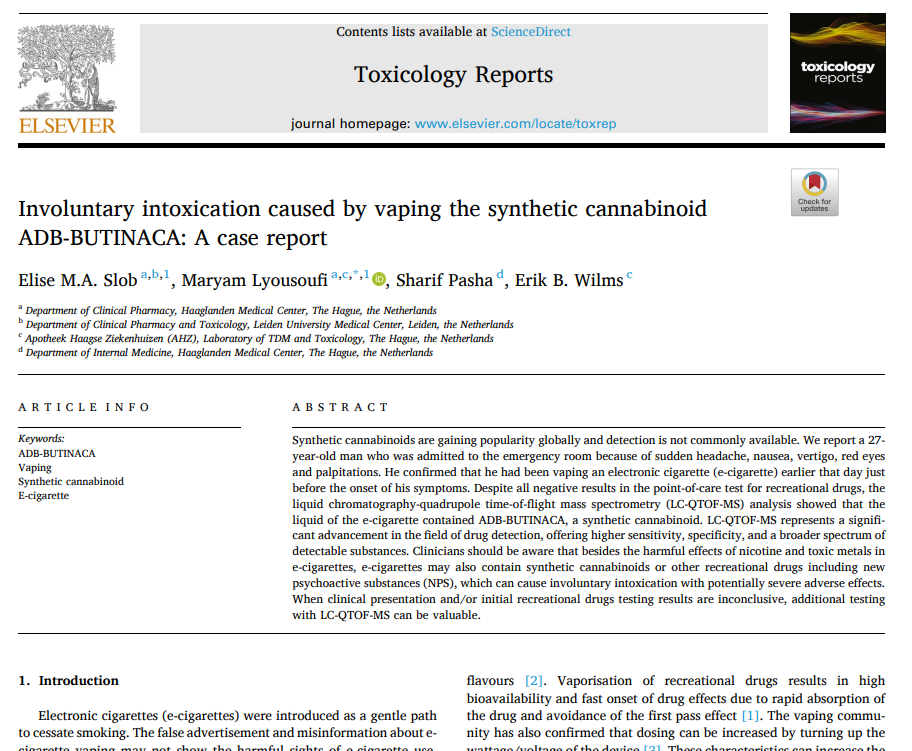 Contents lists available at ScienceDirect
Toxicology Reports
journal homepage: www.elsevier.com/locate/toxrep
ELSEVIER
toxicology
reports
Check for
updates
Involuntary intoxication caused by vaping the synthetic cannabinoid
ADB-BUTINACA: A case report
Elise M.A. Slob a,b,1, Maryam Lyousoufi a,c,*,1 iD, Sharif Pasha d, Erik B. Wilms c
a Department of Clinical Pharmacy, Haaglanden Medical Center, The Hague, the Netherlands
b Department of Clinical Pharmacy and Toxicology, Leiden University Medical Center, Leiden, the Netherlands
c Apotheek Haagse Ziekenhuizen (AHZ), Laboratory of TDM and Toxicology, The Hague, the Netherlands
d Department of Internal Medicine, Haaglanden Medical Center, The Hague, the Netherlands
ARTICLE INFO
Keywords:
ADB-BUTINACA
Vaping
Synthetic cannabinoid
E-cigarette
ABSTRACT
Synthetic cannabinoids are gaining popularity globally and detection is not commonly available. We report a 27-
year-old man who was admitted to the emergency room because of sudden headache, nausea, vertigo, red eyes
and palpitations. He confirmed that he had been vaping an electronic cigarette (e-cigarette) earlier that day just
before the onset of his symptoms. Despite all negative results in the point-of-care test for recreational drugs, the
liquid chromatography-quadrupole time-of-flight mass spectrometry (LC-QTOF-MS) analysis showed that the
liquid of the e-cigarette contained ADB-BUTINACA, a synthetic cannabinoid. LC-QTOF-MS represents a signifi-
cant advancement in the field of drug detection, offering higher sensitivity, specificity, and a broader spectrum of
detectable substances. Clinicians should be aware that besides the harmful effects of nicotine and toxic metals in
e-cigarettes, e-cigarettes may also contain synthetic cannabinoids or other recreational drugs including new
psychoactive substances (NPS), which can cause involuntary intoxication with potentially severe adverse effects.
When clinical presentation and/or initial recreational drugs testing results are inconclusive, additional testing
with LC-QTOF-MS can be valuable.
1. Introduction
Electronic cigarettes (e-cigarettes) were introduced as a gentle path
to cessate smoking. The false advertisement and misinformation about e-
cigarette vaping may not show the harmful sights of e-cigarette use.
flavours [2]. Vaporisation of recreational drugs results in high
bioavailability and fast onset of drug effects due to rapid absorption of
the drug and avoidance of the first pass effect [1]. The vaping commu-
nity has also confirmed that dosing can be increased by turning up the
wattage/voltage of the device [3]. These characteristics can increase the